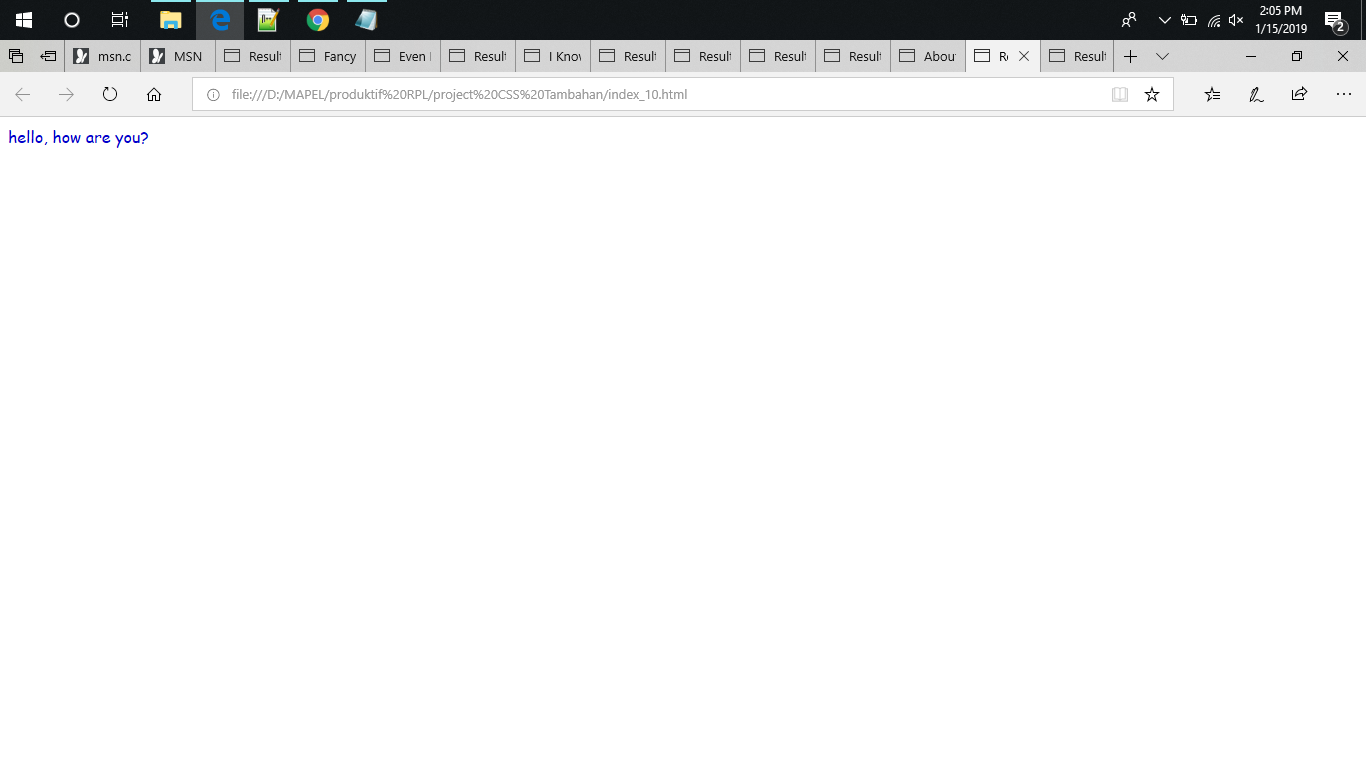 2:05 PM
1/15/2019
2
msn.c
MSN
Result
Fancy
Even
Result
I Know
Result
Result
Result
Result
About
Re
Result
file:///D:/MAPEL/produktif%20RPL/project%20CSS%20Tambahan/index_10.html
hello, how are you?